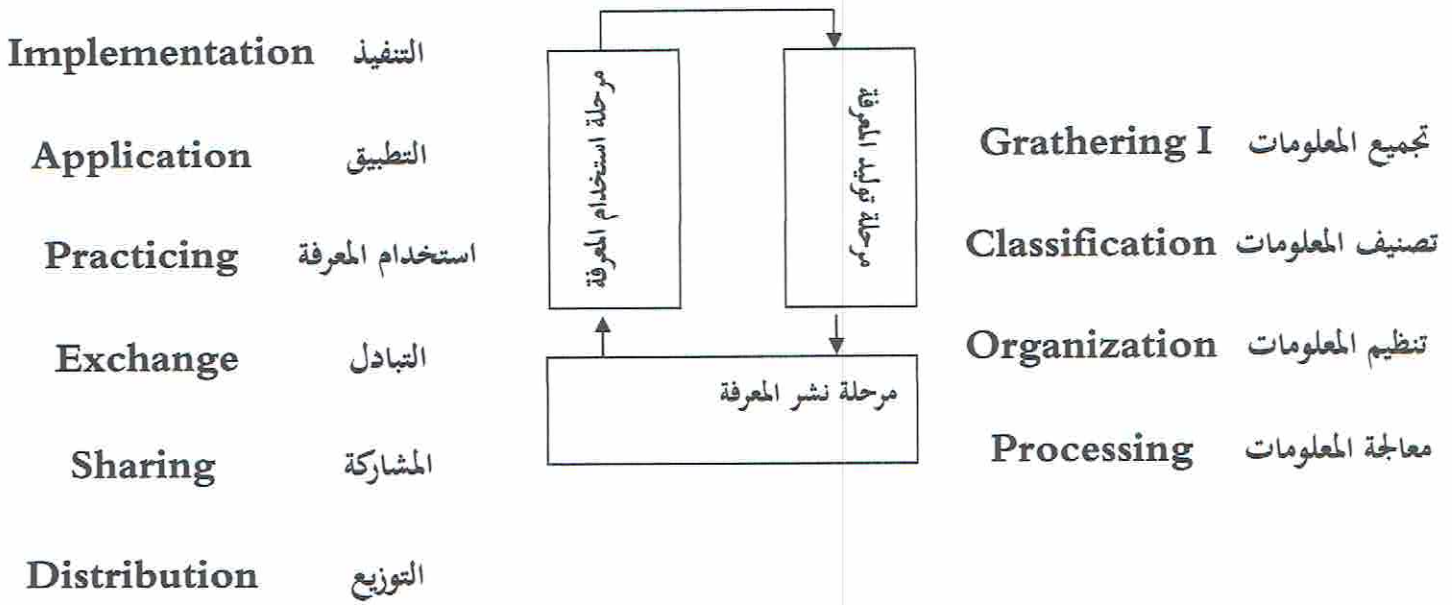 Implementation التنفيذ
Application التطبيق
Practicing استخدام المعرفة
Exchange التبادل
Sharing المشاركة
Distribution التوزيع
مرحلة استخدام المعرفة
مرحلة توليد المعرفة
مرحلة نشر المعرفة
Grathering I تجميع المعلومات
Classification تصنيف المعلومات
Organization تنظيم المعلومات
Processing معالجة المعلومات